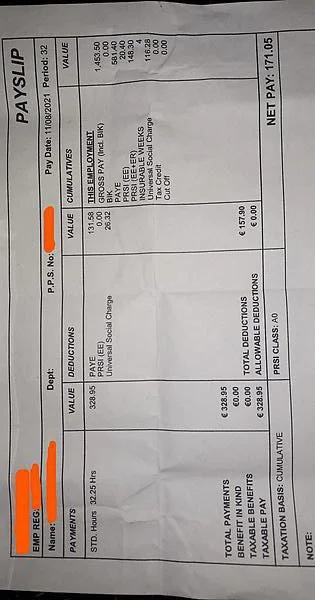 PAYSLIP
EMP REG:
Name: Dept: P.P.S. No: Pay Date: 11/08/2021 Period: 32
PAYMENTS VALUE DEDUCTIONS VALUE CUMULATIVES VALUE
STD. Hours 32.25 Hrs 328.95 PAYE 131.58 THIS EMPLOYMENT
PRSI (EE) 0.00 GROSS PAY (Incl. BIK) 1,453.50
Universal Social Charge 26.32 BIK 0.00
PAYE 581.40
PRSI (EE) 20.40
PRSI (EE+ER) 148.30
INSURABLE WEEKS 4
Universal Social Charge 116.28
Tax Credit 0.00
Cut Off 0.00
TOTAL PAYMENTS € 328.95
BENEFIT IN KIND €0.00 TOTAL DEDUCTIONS € 157.90
TAXABLE BENEFITS €0.00 ALLOWABLE DEDUCTIONS € 0.00
TAXABLE PAY € 328.95
TAXATION BASIS: CUMULATIVE PRSI CLASS: A0 NET PAY: 171.05
NOTE: